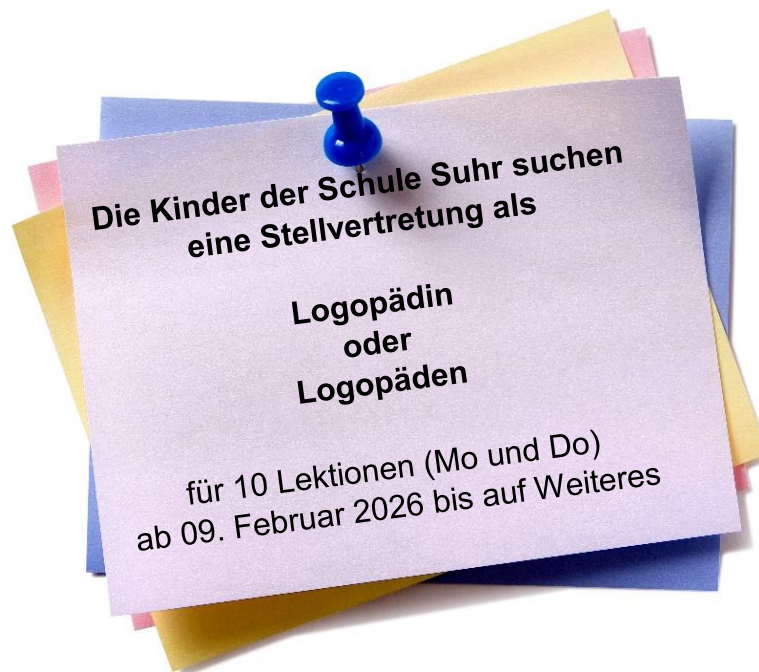 Die Kinder der Schule Suhr suchen
eine Stellvertretung als
Logopädin
oder
Logopäden
für 10 Lektionen (Mo und Do)
ab 09. Februar 2026 bis auf Weiteres